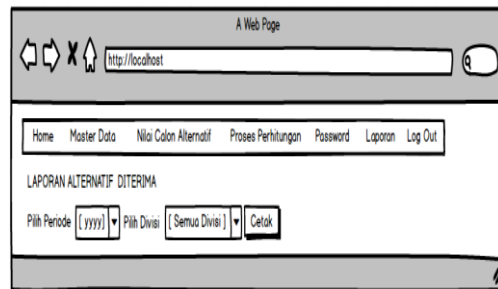 A Web Page
http://localhost
Home Master Data Nilai Calon Alternatif Proses Perhitungan Password Laporan Log Out
LAPORAN ALTERNATIF DITERIMA
Pilih Periode [ yyyy] Pilih Divisi [ Semua Divisi ] Cetak